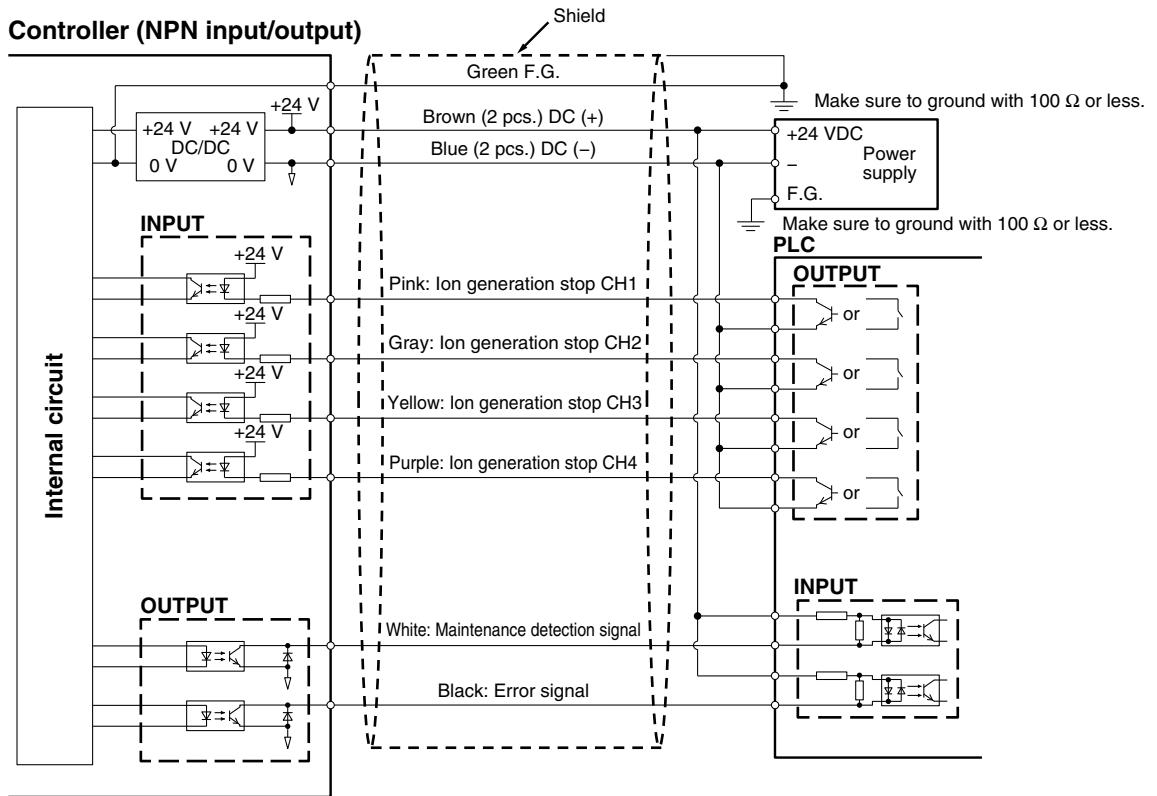 Shield
Controller (NPN input/output)
Green F.G.
Make sure to ground with 100 Ω or less.
+24 V
Brown (2 pcs.) DC (+)
+24 V +24 V
DC/DC
0 V 0 V
Blue (2 pcs.) DC (−)
+24 VDC
−
Power
supply
F.G.
Make sure to ground with 100 Ω or less.
INPUT
PLC
OUTPUT
+24 V
Pink: Ion generation stop CH1
or
+24 V
Gray: Ion generation stop CH2
or
+24 V
Yellow: Ion generation stop CH3
or
+24 V
Purple: Ion generation stop CH4
or
Internal circuit
INPUT
OUTPUT
White: Maintenance detection signal
Black: Error signal